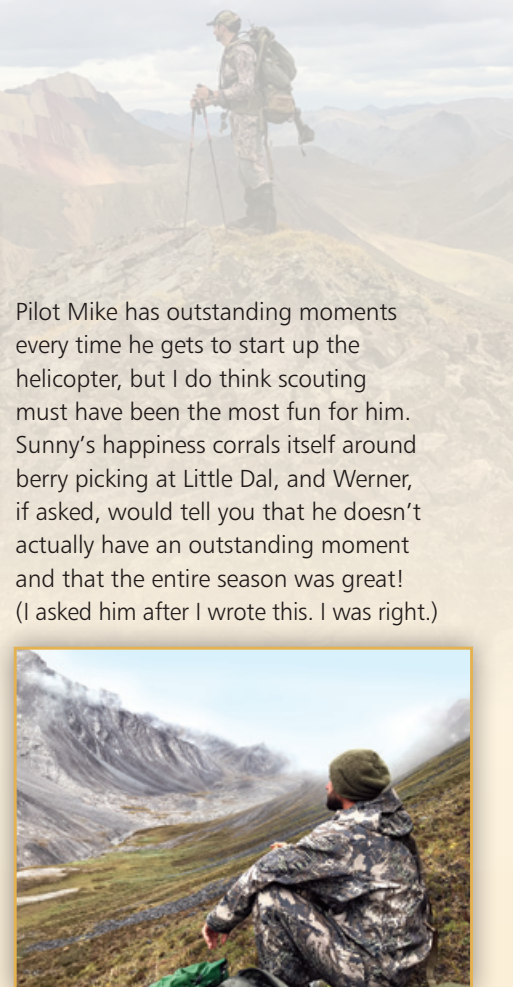 Pilot Mike has outstanding moments
every time he gets to start up the
helicopter, but I do think scouting
must have been the most fun for him.
Sunny’s happiness corrals itself around
berry picking at Little Dal, and Werner,
if asked, would tell you that he doesn’t
actually have an outstanding moment
and that the entire season was great!
(I asked him after I wrote this. I was right.)